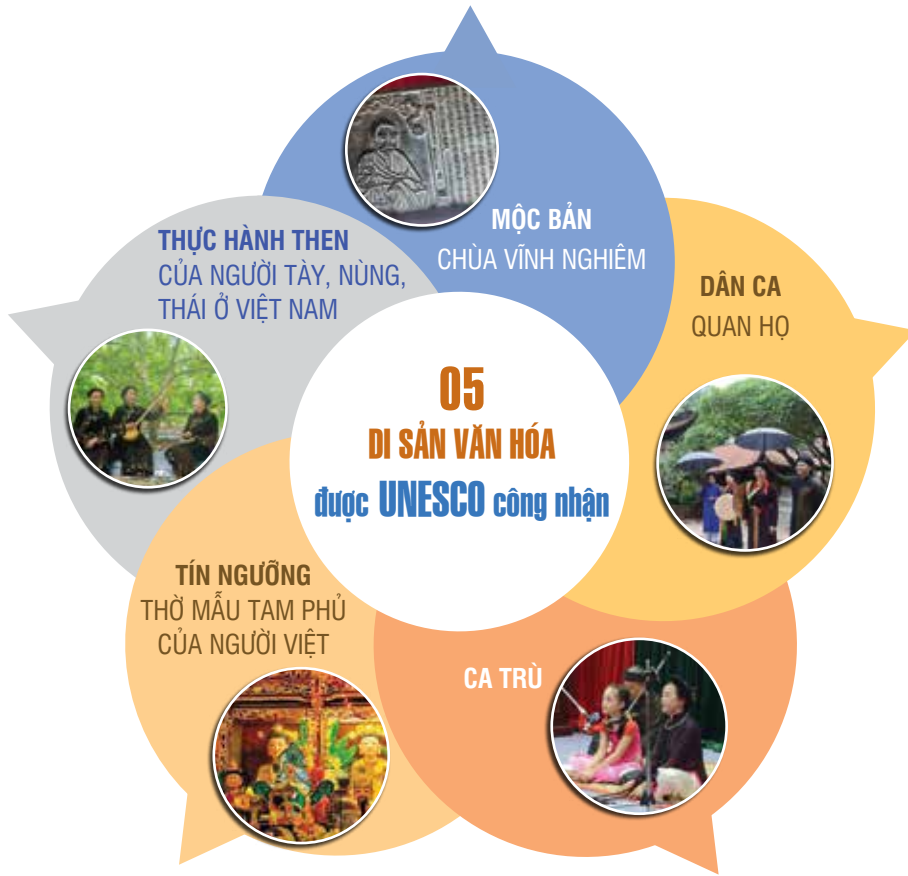 MỘC BẢN
CHÙA VĨNH NGHIÊM
THỰC HÀNH THEN
CỦA NGƯỜI TÀY, NÙNG,
THÁI Ở VIỆT NAM
DÂN CA
QUAN HỌ
05
DI SẢN VĂN HÓA
được UNESCO công nhận
TÍN NGƯỠNG
THỜ MẪU TAM PHỦ
CỦA NGƯỜI VIỆT
CA TRÙ